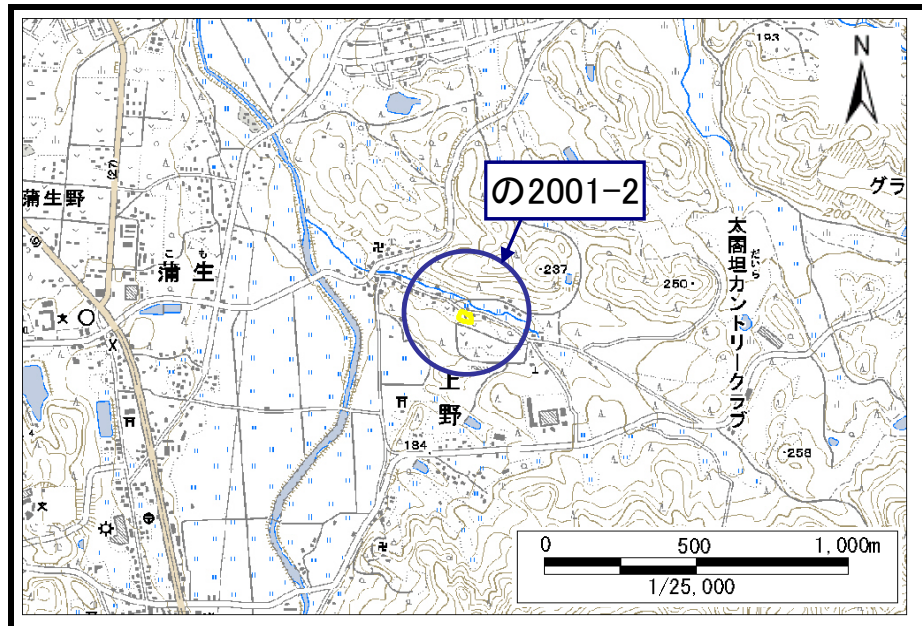 193
N
グラ
(27)
の2001-2
蒲生野
こも
蒲生
237
250
だいら
太閤坦カントリークラブ
上野
184
258
0 500 1,000m
1/25,000